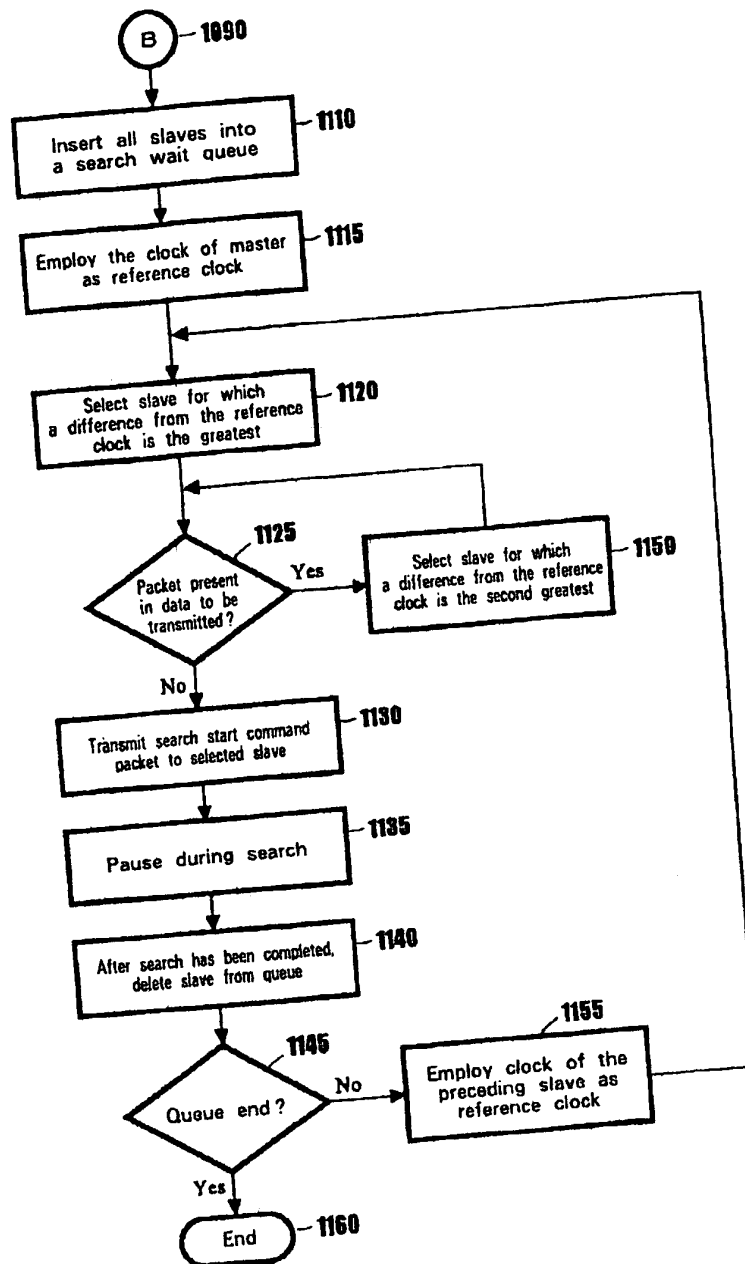 B
1090
Insert all slaves into
a search wait queue
1110
Employ the clock of master
as reference clock
1115
Select slave for which
a difference from the reference
clock is the greatest
1120
Packet present
in data to be
transmitted?
1125
Yes
Select slave for which
a difference from the reference
clock is the second greatest
1150
No
Transmit search start command
packet to selected slave
1130
Pause during search
1135
After search has been completed,
delete slave from queue
1140
Queue end?
1145
No
Employ clock of the
preceding slave as
reference clock
1155
Yes
End
1160